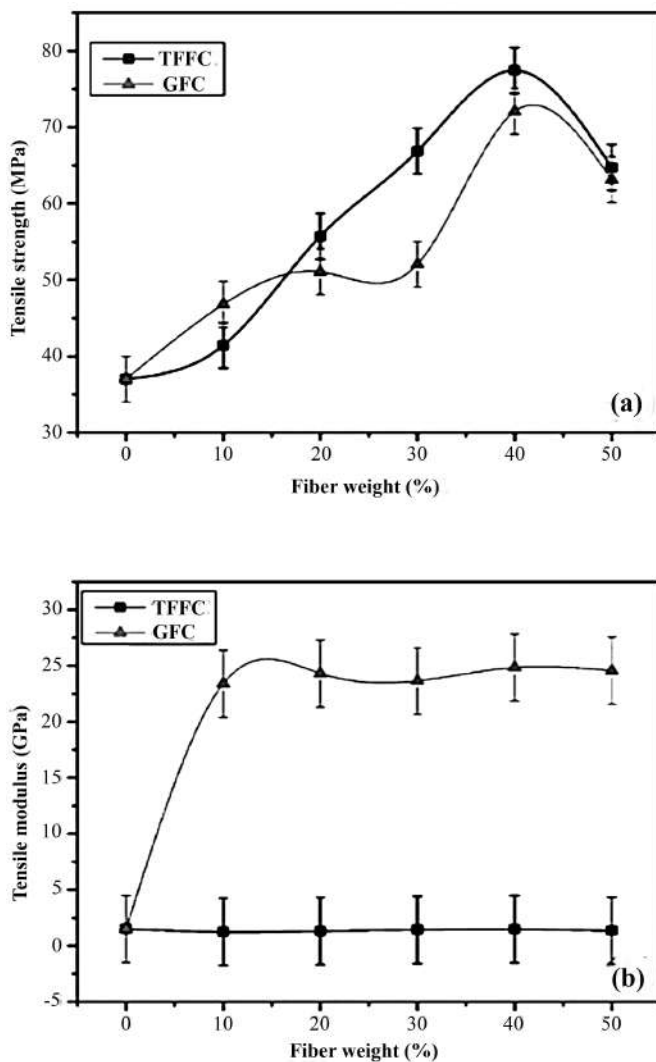 80
70
60
50
40
30
Tensile strength (MPa)
TFFC
GFC
(a)
0 10 20 30 40 50
Fiber weight (%)
30
25
20
15
10
5
0
-5
Tensile modulus (GPa)
TFFC
GFC
(b)
0 10 20 30 40 50
Fiber weight (%)